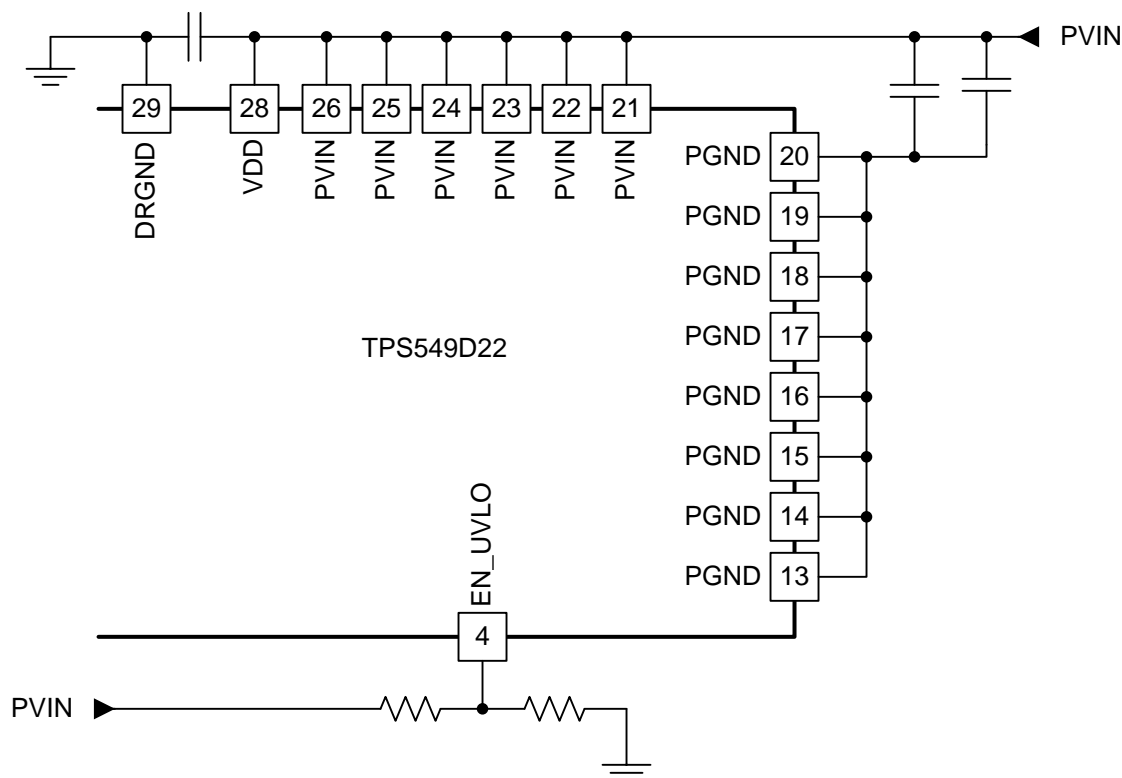 PVIN
29 28 26 25 24 23 22 21
DRGND VDD PVIN PVIN PVIN PVIN PVIN PVIN
PGND 20
PGND 19
PGND 18
PGND 17
TPS549D22
PGND 16
PGND 15
PGND 14
PGND 13
EN_UVLO
4
PVIN